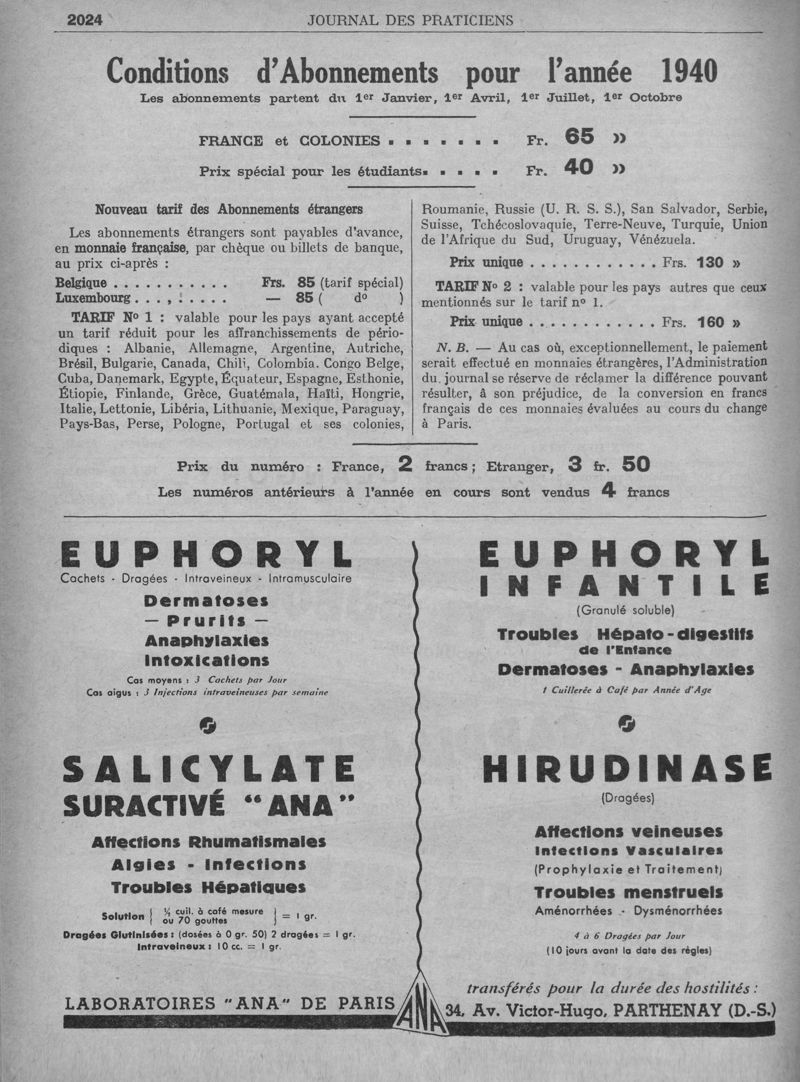 2024
JOURNAL DES PRATICIENS
Conditions d'Abonnements pour l'année 1940
Les abonnements partent du 1er Janvier, 1er Avril, 1er Juillet, 1er Octobre
FRANCE et COLONIES . . . . . . . Fr. 65 »
Prix spécial pour les étudiants. . . . . Fr. 40 »
Nouveau tarif des Abonnements étrangers
Les abonnements étrangers sont payables d'avance,
en monnaie française, par chèque ou billets de banque,
au prix ci-après :
Belgique . . . . . . . . . . . Frs. 85 (tarif spécial)
Luxembourg . . . , : . . . . — 85 ( do )
TARIF No 1 : valable pour les pays ayant accepté
un tarif réduit pour les affranchissements de pério-
diques : Albanie, Allemagne, Argentine, Autriche,
Brésil, Bulgarie, Canada, Chili, Colombia. Congo Belge,
Cuba, Danemark, Egypte, Équateur, Espagne, Esthonie,
Étiopie, Finlande, Grèce, Guatémala, Haïti, Hongrie,
Italie, Lettonie, Libéria, Lithuanie, Mexique, Paraguay,
Pays-Bas, Perse, Pologne, Portugal et ses colonies,
Roumanie, Russie (U. R. S. S.), San Salvador, Serbie,
Suisse, Tchécoslovaquie, Terre-Neuve, Turquie, Union
de l'Afrique du Sud, Uruguay, Vénézuela.
Prix unique . . . . . . . . . . . . Frs. 130 »
TARIF No 2 : valable pour les pays autres que ceux
mentionnés sur le tarif no 1.
Prix unique . . . . . . . . . . . . Frs. 160 »
N. B. — Au cas où, exceptionnellement, le paiement
serait effectué en monnaies étrangères, l'Administration
du journal se réserve de réclamer la différence pouvant
résulter, à son préjudice, de la conversion en francs
français de ces monnaies évaluées au cours du change
à Paris.
Prix du numéro : France, 2 francs ; Etranger, 3 fr. 50
Les numéros antérieurs à l'année en cours sont vendus 4 francs
EUPHORYL
Cachets - Dragées - Intraveineux - Intramusculaire
Dermatoses
— Prurits —
Anaphylaxies
Intoxications
Cas moyens : 3 Cachets par Jour
Cas aigus : 3 Injections intraveineuses par semaine
SALICYLATE
SURACTIVÉ "ANA"
Affections Rhumatismales
Algies - Infections
Troubles Hépatiques
Solution { ½ cuil. à café mesure
ou 70 gouttes } = 1 gr.
Dragées Glutinisées : (dosées à 0 gr. 50) 2 dragées = 1 gr.
Intraveineux : 10 cc. = 1 gr.
EUPHORYL
INFANTILE
(Granulé soluble)
Troubles Hépato-digestifs
de l'Enfance
Dermatoses - Anaphylaxies
1 Cuillerée à Café par Année d'Age
HIRUDINASE
(Dragées)
Affections veineuses
Infections Vasculaires
(Prophylaxie et Traitement)
Troubles menstruels
Aménorrhées - Dysménorrhées
4 à 6 Dragées par Jour
(10 jours avant la date des règles)
LABORATOIRES "ANA" DE PARIS
ANA
transférés pour la durée des hostilités :
34, Av. Victor-Hugo, PARTHENAY (D.-S.)